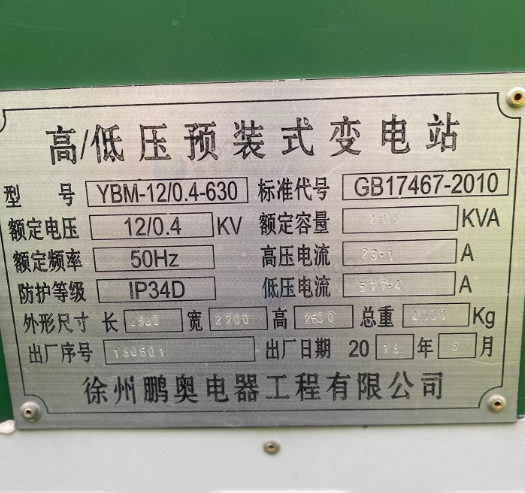 高/低压预装式变电站
型 号 YBM-12/0.4-630 标准代号 GB17467-2010
额定电压 12/0.4 KV 额定容量 KVA
额定频率 50Hz 高压电流 A
防护等级 IP34D 低压电流 A
外形尺寸 长 宽 2200 高 总重 Kg
出厂序号 出厂日期 20 年 月
徐州鹏奥电器工程有限公司